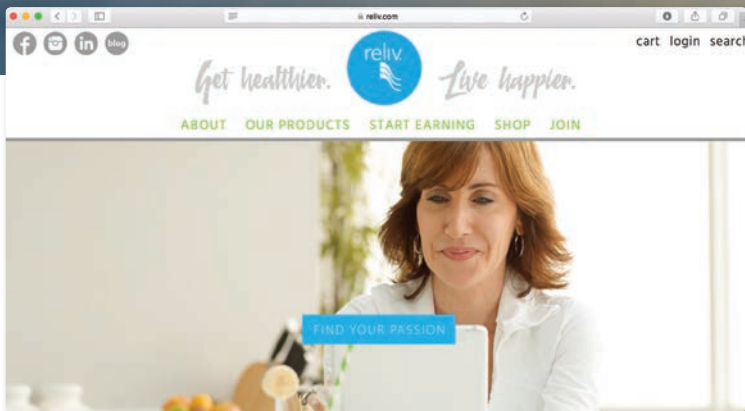 reliv.com
blog
cart login search
reliv
Get healthier. Live happier.
ABOUT OUR PRODUCTS START EARNING SHOP JOIN
FIND YOUR PASSION